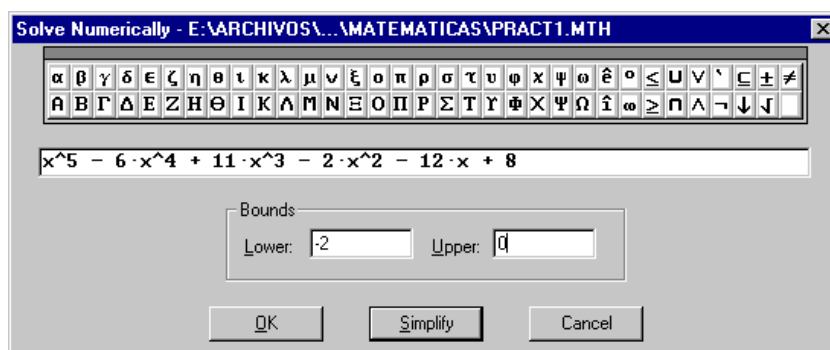 Solve Numerically - E:\ARCHIVOS\...\MATEMATICAS\PRACT1.MTH
α β γ δ ε ζ η θ ι κ λ μ ν ξ ο π ρ σ τ υ φ χ ψ ω ê º ≤ ∪ ∨ ` ⊆ ± ≠
Α Β Γ Δ Ε Ζ Η Θ Ι Κ Λ Μ Ν Ξ Ο Π Ρ Σ Τ Υ Φ Χ Ψ Ω î ∞ ≥ ∩ ∧ ¬ ↓ √
x^5 - 6·x^4 + 11·x^3 - 2·x^2 - 12·x + 8
Bounds
Lower: -2 Upper: 0
OK Simplify Cancel